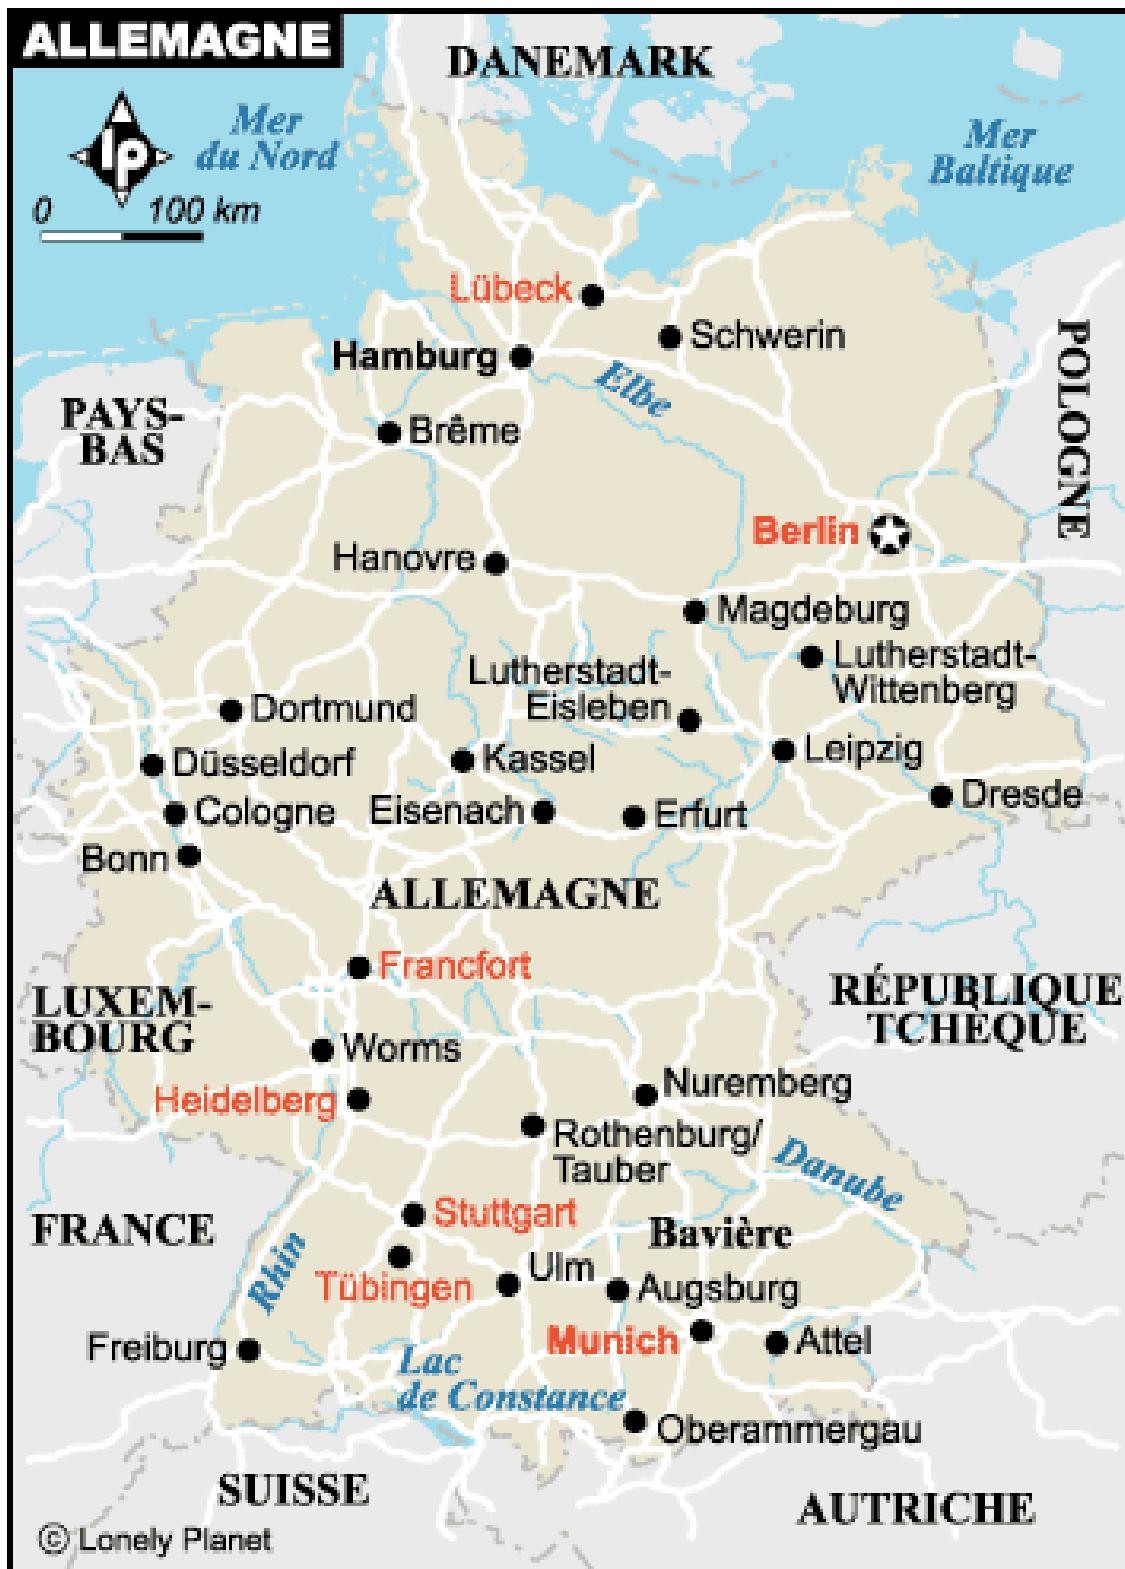 ALLEMAGNE
DANEMARK
lp
Mer
du Nord
Mer
Baltique
0 100 km
Lübeck
Schwerin
Hamburg
Elbe
POLOGNE
PAYS-
BAS
Brême
Berlin
Hanovre
Magdeburg
Lutherstadt-
Wittenberg
Lutherstadt-
Eisleben
Dortmund
Düsseldorf
Kassel
Leipzig
Cologne
Eisenach
Erfurt
Dresde
Bonn
ALLEMAGNE
Francfort
LUXEM-
BOURG
RÉPUBLIQUE
TCHÈQUE
Worms
Heidelberg
Nuremberg
Rothenburg/
Tauber
Danube
FRANCE
Stuttgart
Bavière
Rhin
Tübingen
Ulm
Augsburg
Freiburg
Munich
Attel
Lac
de Constance
Oberammergau
SUISSE
AUTRICHE
© Lonely Planet